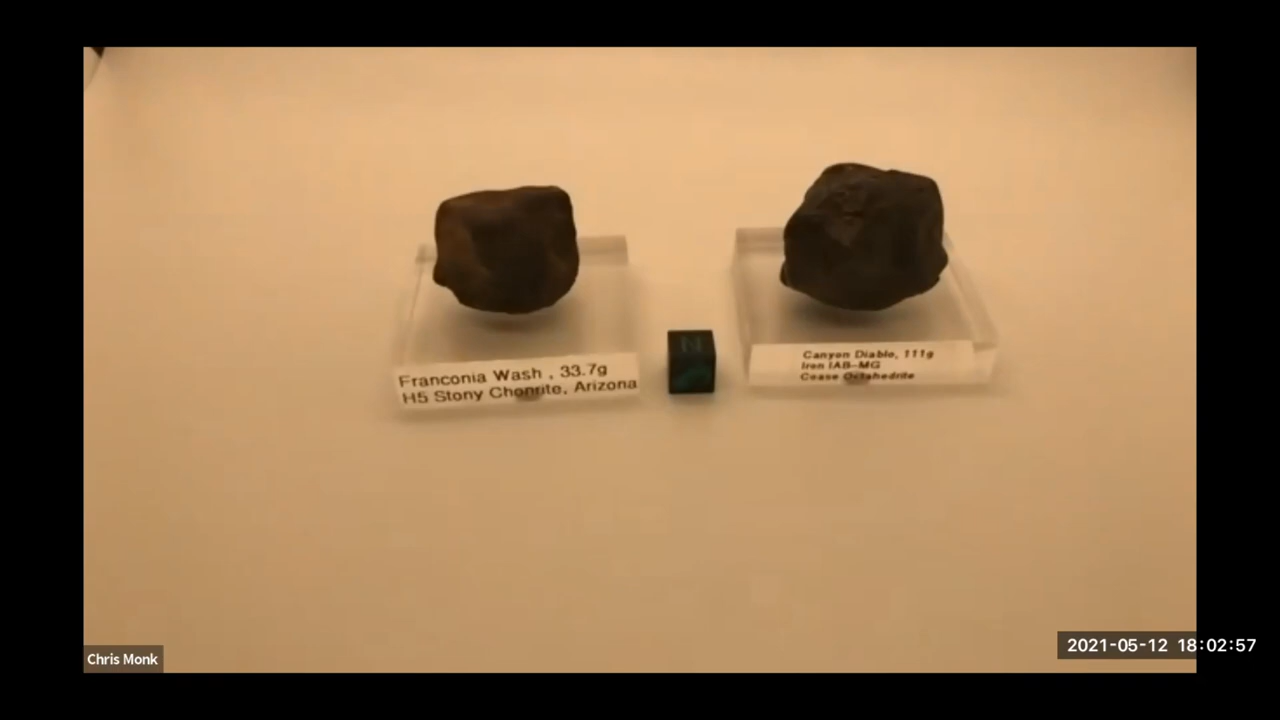 N
Franconia Wash , 33.7g
H5 Stony Chonrite, Arizona
Canyon Diablo, 111g
Iron IAB-MG
Coase Octahedrite
Chris Monk
2021-05-12 18:02:57